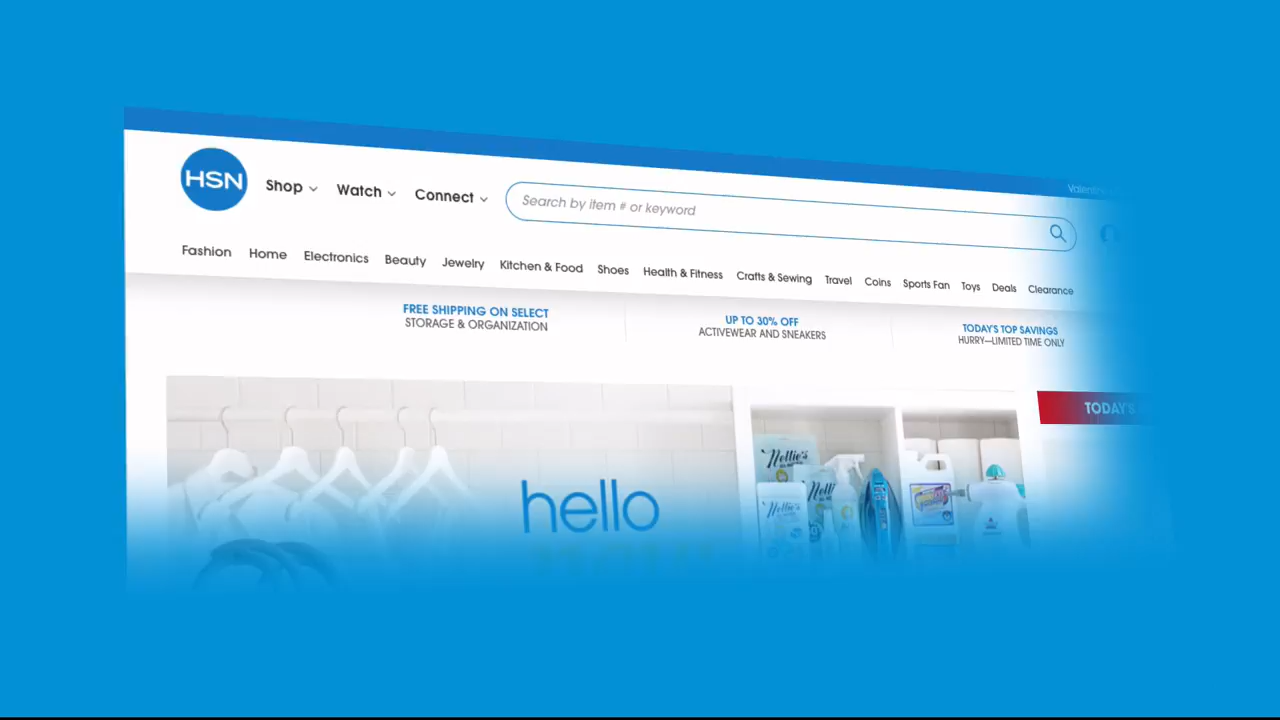 Valentin
HSN
Shop Watch Connect
Search by item # or keyword
Fashion Home Electronics Beauty Jewelry Kitchen & Food Shoes Health & Fitness Crafts & Sewing Travel Coins Sports Fan Toys Deals Clearance
FREE SHIPPING ON SELECT
STORAGE & ORGANIZATION
UP TO 30% OFF
ACTIVEWEAR AND SNEAKERS
TODAY'S TOP SAVINGS
HURRY—LIMITED TIME ONLY
TODAY'S
Nellie's
Nellie's
hello